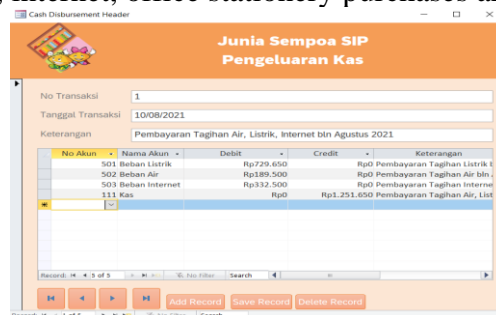 , internet, office stationery purchases a
Cash Disbursement Header
Junia Sempoa SIP
Pengeluaran Kas
No Transaksi 1
Tanggal Transaksi 10/08/2021
Keterangan Pembayaran Tagihan Air, Listrik, Internet bln Agustus 2021
No Akun Nama Akun Debit Credit Keterangan
501 Beban Listrik Rp729.650 Rp0 Pembayaran Tagihan Listrik
502 Beban Air Rp189.500 Rp0 Pembayaran Tagihan Air bln
503 Beban Internet Rp332.500 Rp0 Pembayaran Tagihan Interne
111 Kas Rp0 Rp1.251.650 Pembayaran Tagihan Air, List
Record: 5 of 5 No Filter Search
Add Record Save Record Delete Record